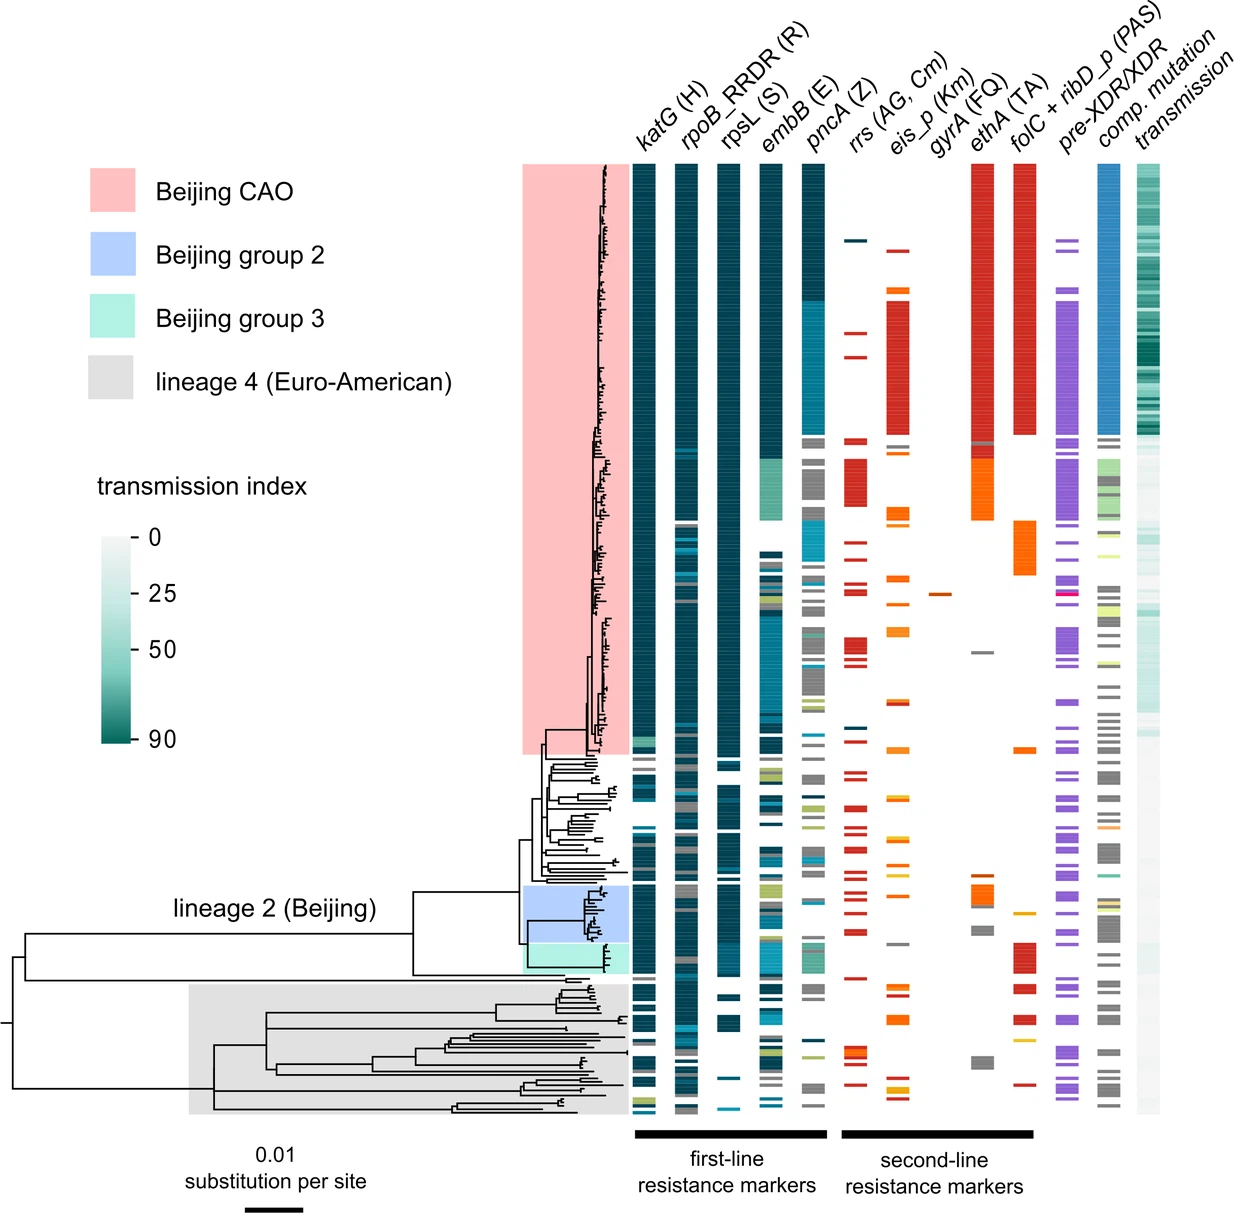 katG (H)
rpoB_RRDR (R)
rpsL (S)
embB (E)
pncA (Z)
rrs (AG, Cm)
eis_p (Km)
gyrA (FQ)
ethA (TA)
folC + ribD_p (PAS)
pre-XDR/XDR
comp. mutation
transmission
Beijing CAO
Beijing group 2
Beijing group 3
lineage 4 (Euro-American)
transmission index
0
25
50
90
lineage 2 (Beijing)
0.01
substitution per site
first-line
resistance markers
second-line
resistance markers